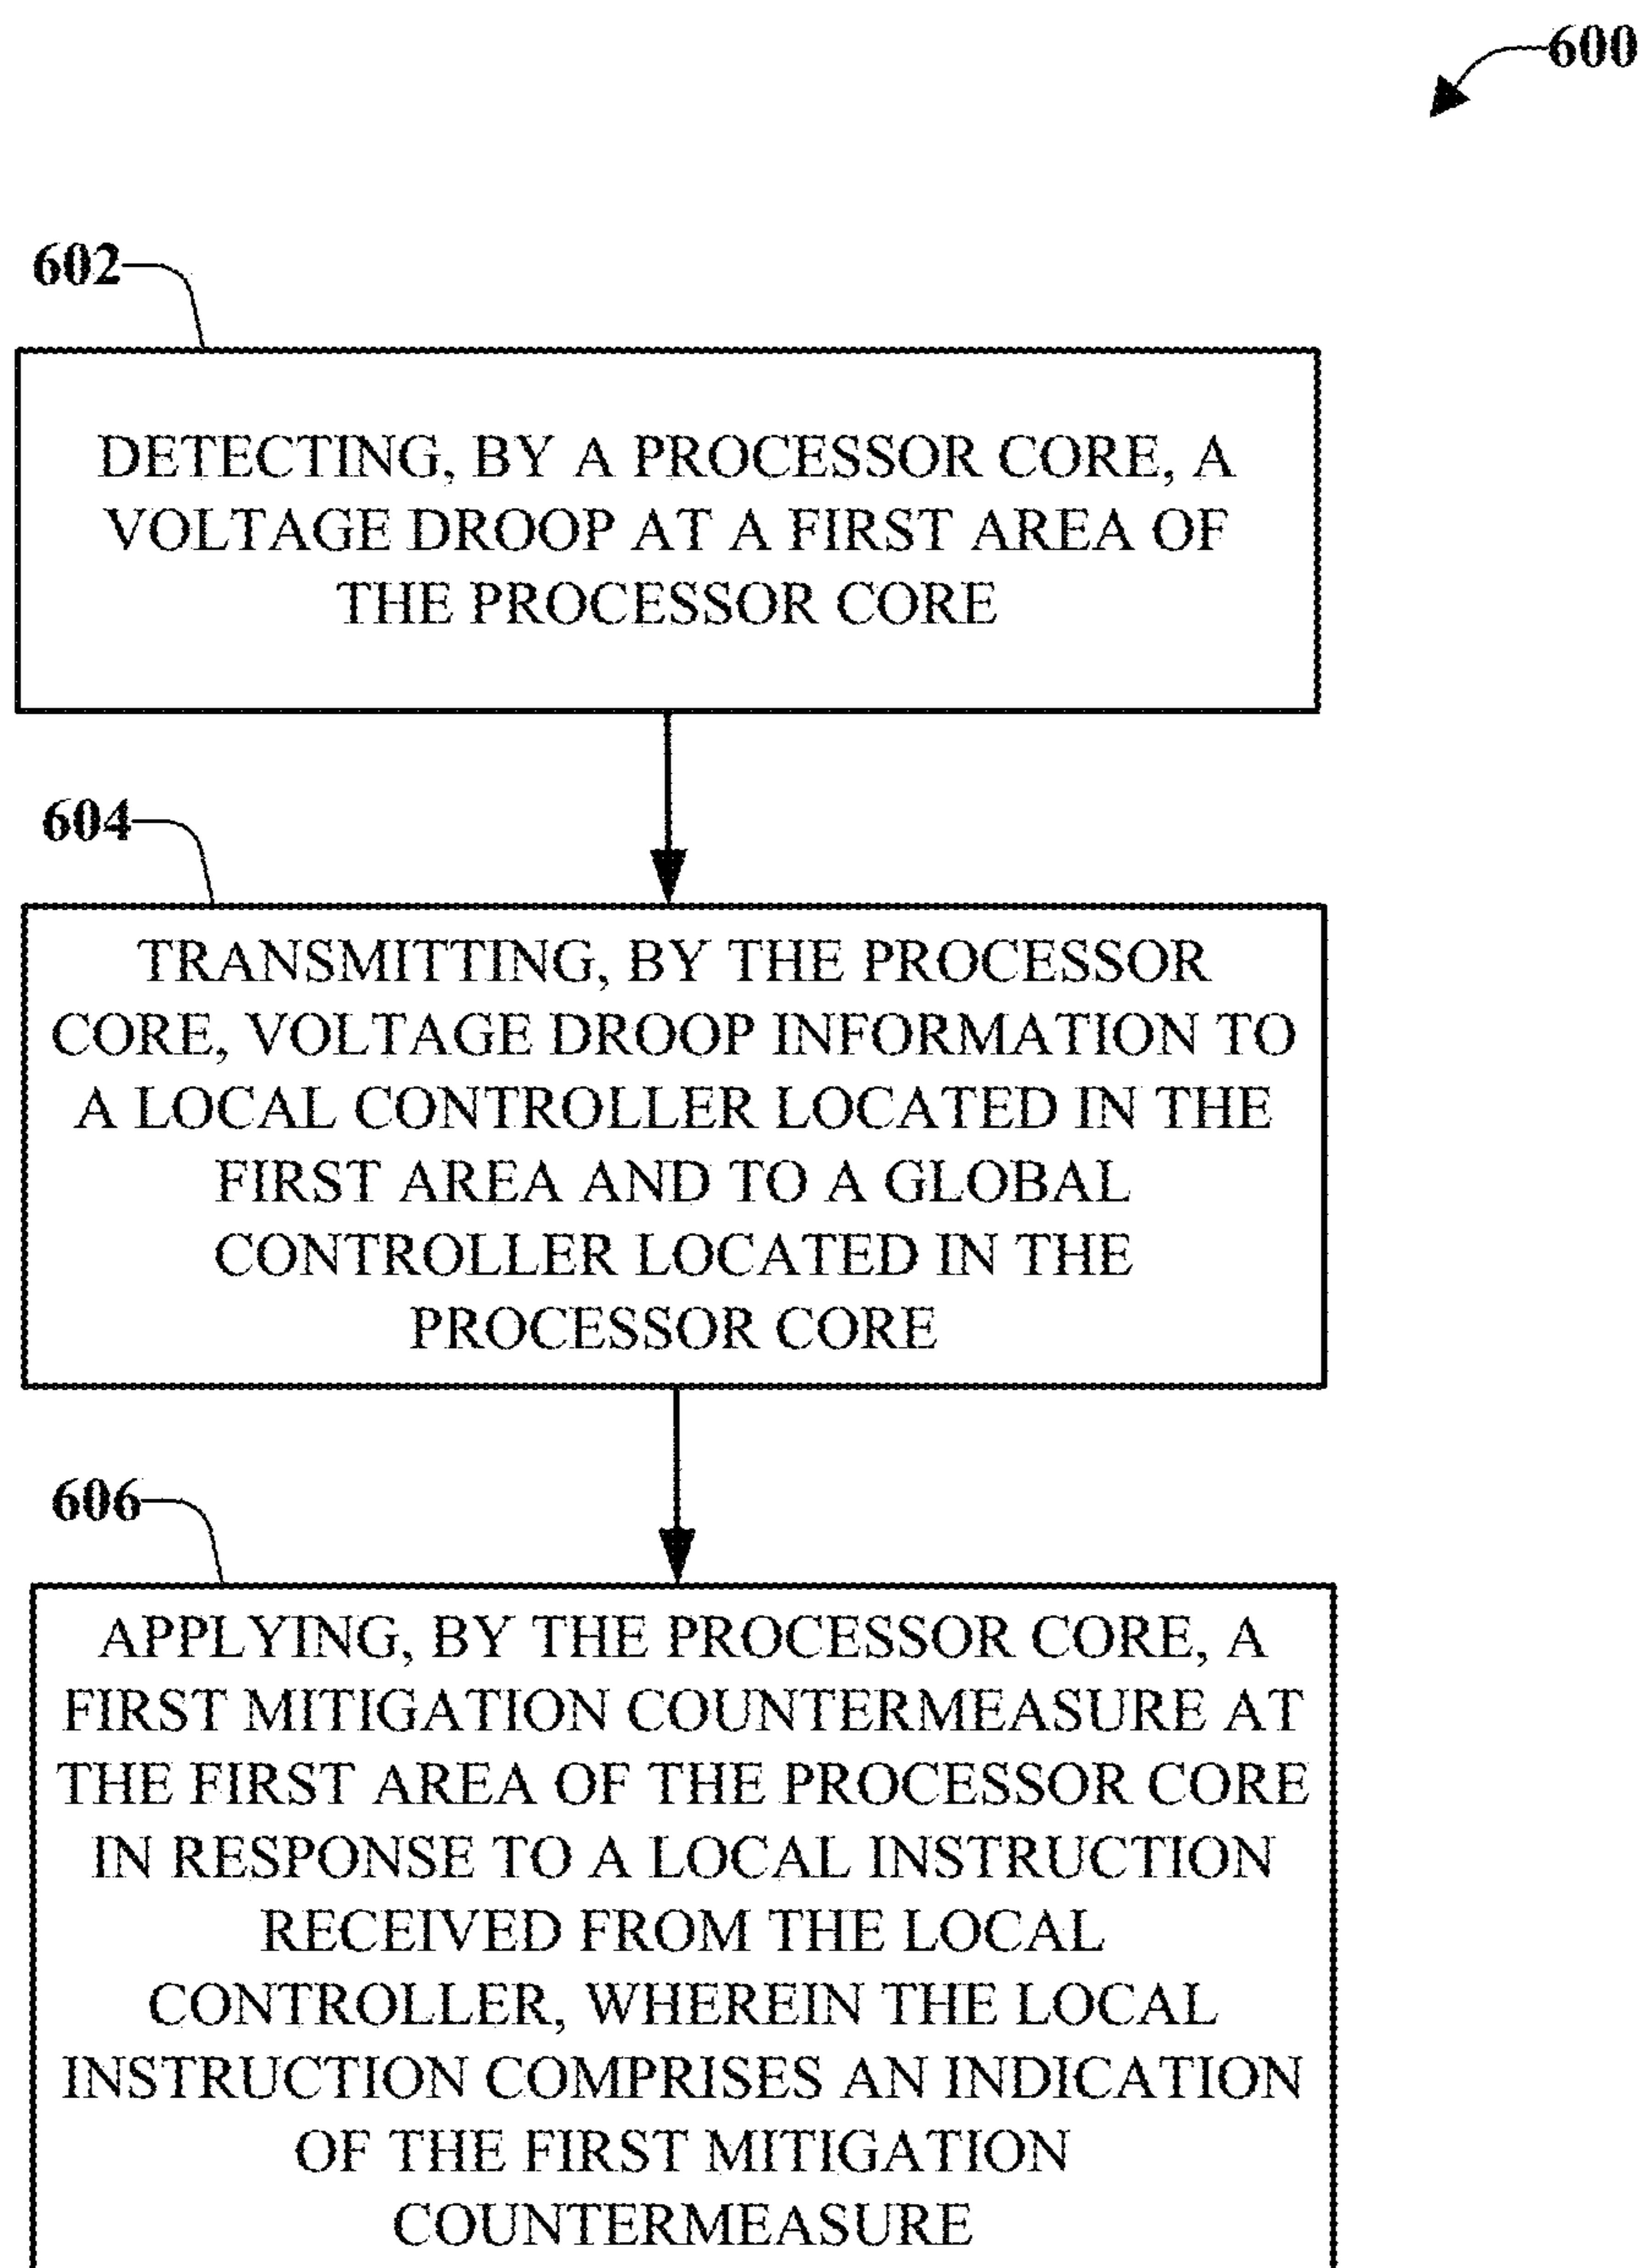 600
602
DETECTING, BY A PROCESSOR CORE, A
VOLTAGE DROOP AT A FIRST AREA OF
THE PROCESSOR CORE
604
TRANSMITTING, BY THE PROCESSOR
CORE, VOLTAGE DROOP INFORMATION TO
A LOCAL CONTROLLER LOCATED IN THE
FIRST AREA AND TO A GLOBAL
CONTROLLER LOCATED IN THE
PROCESSOR CORE
606
APPLYING, BY THE PROCESSOR CORE, A
FIRST MITIGATION COUNTERMEASURE AT
THE FIRST AREA OF THE PROCESSOR CORE
IN RESPONSE TO A LOCAL INSTRUCTION
RECEIVED FROM THE LOCAL
CONTROLLER, WHEREIN THE LOCAL
INSTRUCTION COMPRISES AN INDICATION
OF THE FIRST MITIGATION
COUNTERMEASURE